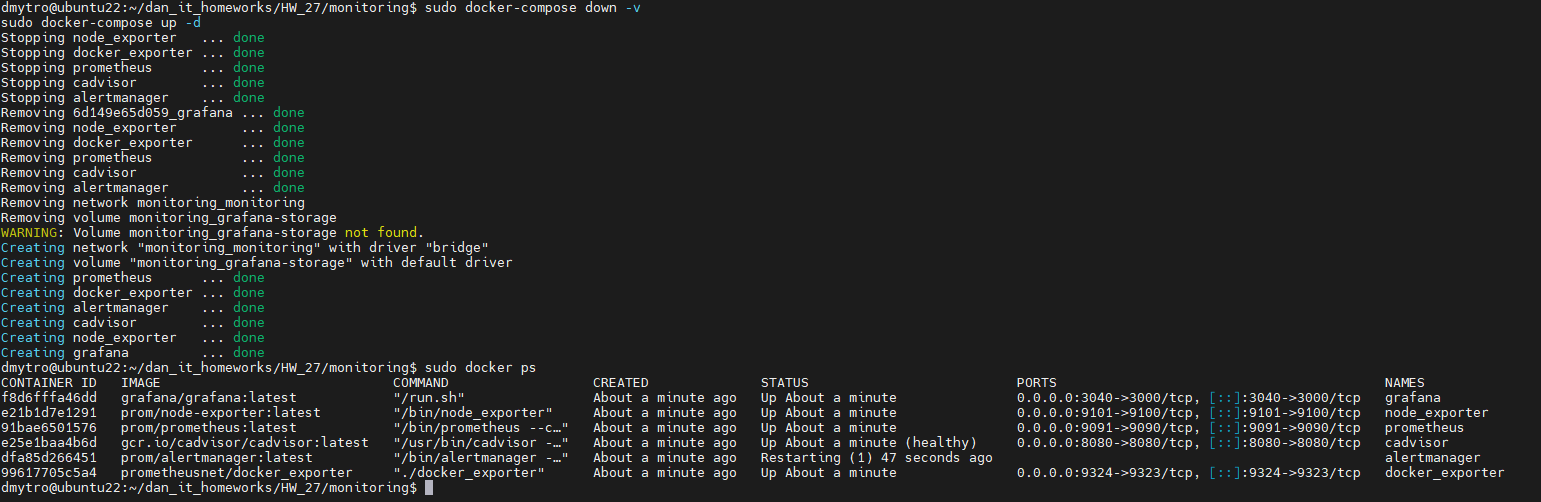 dmytro@ubuntu22:~/dan_it_homeworks/HW_27/monitoring$ sudo docker-compose down -v
sudo docker-compose up -d
Stopping node_exporter   ... done
Stopping docker_exporter ... done
Stopping prometheus      ... done
Stopping cadvisor        ... done
Stopping alertmanager    ... done
Removing 6d149e65d059_grafana ... done
Removing node_exporter        ... done
Removing docker_exporter      ... done
Removing prometheus           ... done
Removing cadvisor             ... done
Removing alertmanager         ... done
Removing network monitoring_monitoring
Removing volume monitoring_grafana-storage
WARNING: Volume monitoring_grafana-storage not found.
Creating network "monitoring_monitoring" with driver "bridge"
Creating volume "monitoring_grafana-storage" with default driver
Creating prometheus      ... done
Creating docker_exporter ... done
Creating alertmanager    ... done
Creating cadvisor        ... done
Creating node_exporter   ... done
Creating grafana         ... done
dmytro@ubuntu22:~/dan_it_homeworks/HW_27/monitoring$ sudo docker ps
CONTAINER ID   IMAGE                             COMMAND                  CREATED              STATUS                          PORTS                                         NAMES
f8d6fffa46dd   grafana/grafana:latest            "/run.sh"                About a minute ago   Up About a minute               0.0.0.0:3040->3000/tcp, [::]:3040->3000/tcp   grafana
e21b1d7e1291   prom/node-exporter:latest         "/bin/node_exporter"     About a minute ago   Up About a minute               0.0.0.0:9101->9100/tcp, [::]:9101->9100/tcp   node_exporter
91bae6501576   prom/prometheus:latest            "/bin/prometheus --c…"   About a minute ago   Up About a minute               0.0.0.0:9091->9090/tcp, [::]:9091->9090/tcp   prometheus
e25e1baa4b6d   gcr.io/cadvisor/cadvisor:latest   "/usr/bin/cadvisor -…"   About a minute ago   Up About a minute (healthy)     0.0.0.0:8080->8080/tcp, [::]:8080->8080/tcp   cadvisor
dfa85d266451   prom/alertmanager:latest          "/bin/alertmanager -…"   About a minute ago   Restarting (1) 47 seconds ago                                                 alertmanager
99617705c5a4   prometheusnet/docker_exporter     "./docker_exporter"      About a minute ago   Up About a minute               0.0.0.0:9324->9323/tcp, [::]:9324->9323/tcp   docker_exporter
dmytro@ubuntu22:~/dan_it_homeworks/HW_27/monitoring$